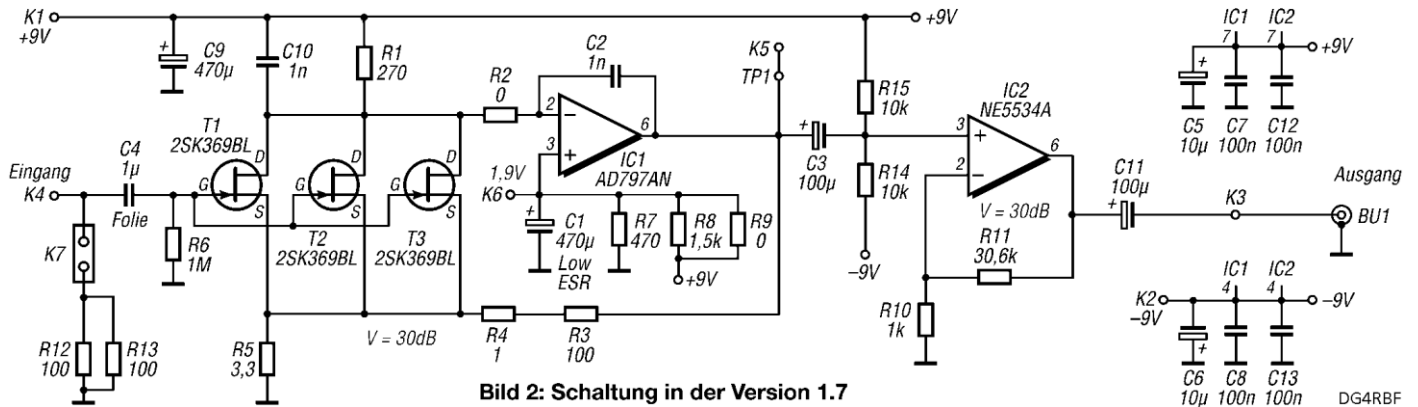 K1
+9V
C9
470µ
C10
1n
R1
270
R2
0
C2
1n
2
6
3
IC1
AD797AN
K5
TP1
+9V
R15
10k
R14
10k
–9V
C3
100µ
IC2
NE5534A
3
2
6
V = 30dB
R11
30,6k
R10
1k
C11
100µ
K3
Ausgang
BU1
IC1
7
IC2
7
+9V
C5
10µ
C7
100n
C12
100n
Eingang
K4
C4
1µ
Folie
T1
2SK369BL
D
G
S
D
G
S
D
G
S
T2
2SK369BL
T3
2SK369BL
R6
1M
K7
R12
100
R13
100
R5
3,3
V = 30dB
R4
1
R3
100
1,9V
K6
C1
470µ
Low
ESR
R7
470
R8
1,5k
R9
0
+9V
K2
–9V
IC1
4
IC2
4
–9V
C6
10µ
C8
100n
C13
100n
Bild 2: Schaltung in der Version 1.7
DG4RBF